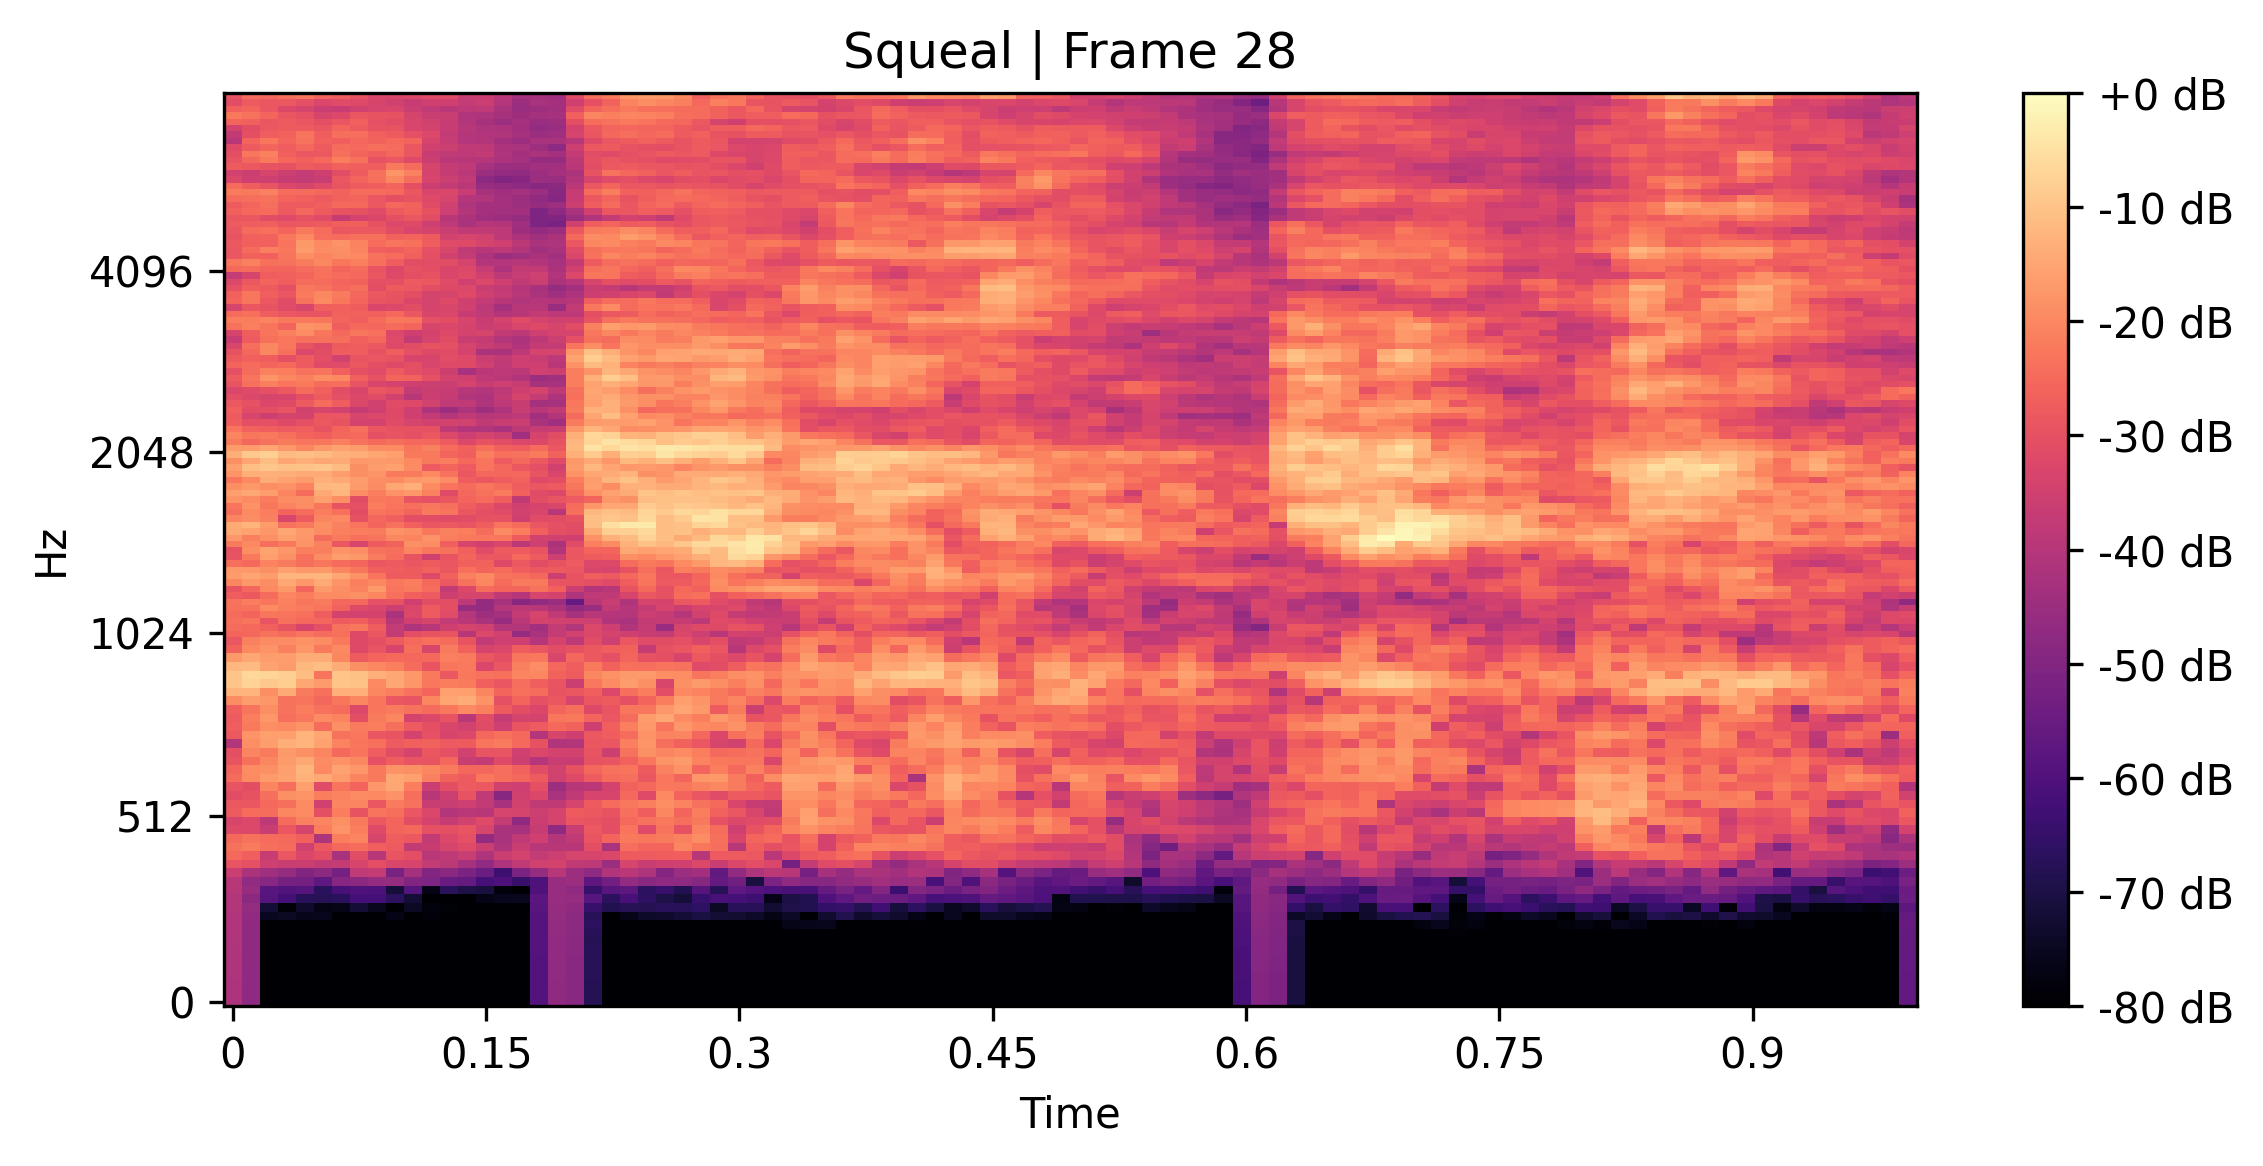 Squeal | Frame 28
+0 dB
-10 dB
-20 dB
-30 dB
-40 dB
-50 dB
-60 dB
-70 dB
-80 dB
4096
2048
1024
512
0
Hz
0 0.15 0.3 0.45 0.6 0.75 0.9
Time